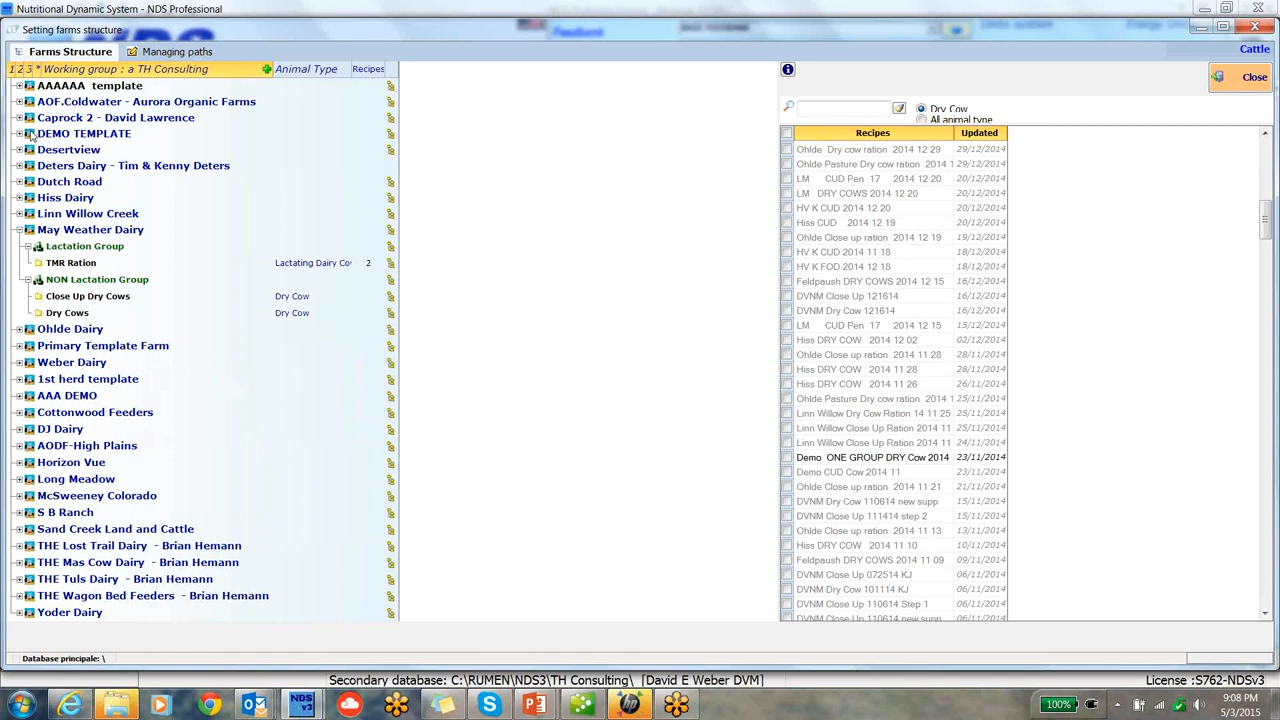 Nutritional Dynamic System - NDS Professional
Setting farms structure
Farms Structure
Managing paths
Cattle
1 2 3 * Working group : a TH Consulting
Animal Type
Recipes
Close
AAAAAA template
AOF.Coldwater - Aurora Organic Farms
Caprock 2 - David Lawrence
DEMO TEMPLATE
Desertview
Deters Dairy - Tim & Kenny Deters
Dutch Road
Hiss Dairy
Linn Willow Creek
May Weather Dairy
Lactation Group
TMR Ration Lactating Dairy Co 2
NON Lactation Group
Close Up Dry Cows Dry Cow
Dry Cows Dry Cow
Ohlde Dairy
Primary Template Farm
Weber Dairy
1st herd template
AAA DEMO
Cottonwood Feeders
DJ Dairy
AODF-High Plains
Horizon Vue
Long Meadow
McSweeney Colorado
S B Ranch
Sand Creek Land and Cattle
THE Lost Trail Dairy - Brian Hemann
THE Mas Cow Dairy - Brian Hemann
THE Tuls Dairy - Brian Hemann
THE Wagon Bed Feeders - Brian Hemann
Yoder Dairy
Dry Cow
All animal type
Recipes Updated
Ohlde Dry cow ration 2014 12 29 29/12/2014
Ohlde Pasture Dry cow ration 2014 1 29/12/2014
LM CUD Pen 17 2014 12 20 20/12/2014
LM DRY COWS 2014 12 20 20/12/2014
HV K CUD 2014 12 20 20/12/2014
Hiss CUD 2014 12 19 20/12/2014
Ohlde Close up ration 2014 12 19 19/12/2014
HV K CUD 2014 11 18 18/12/2014
HV K FOD 2014 12 18 18/12/2014
Feldpaush DRY COWS 2014 12 15 16/12/2014
DVNM Close Up 121614 16/12/2014
DVNM Dry Cow 121614 16/12/2014
LM CUD Pen 17 2014 12 15 15/12/2014
Hiss DRY COW 2014 12 02 02/12/2014
Ohlde Close up ration 2014 11 28 28/11/2014
Hiss DRY COW 2014 11 28 28/11/2014
Hiss DRY COW 2014 11 26 26/11/2014
Ohlde Pasture Dry cow ration 2014 1 26/11/2014
Linn Willow Dry Cow Ration 14 11 25 25/11/2014
Linn Willow Close Up Ration 2014 11 25/11/2014
Linn Willow Close Up Ration 2014 11 24/11/2014
Demo ONE GROUP DRY Cow 2014 23/11/2014
Demo CUD Cow 2014 11 23/11/2014
Ohlde Close up ration 2014 11 21 21/11/2014
DVNM Dry Cow 110614 new supp 15/11/2014
DVNM Close Up 111414 step 2 15/11/2014
Ohlde Close up ration 2014 11 13 13/11/2014
Hiss DRY COW 2014 11 10 10/11/2014
Feldpaush DRY COWS 2014 11 09 09/11/2014
DVNM Close Up 072514 KJ 06/11/2014
DVNM Dry Cow 101114 KJ 06/11/2014
DVNM Close Up 110614 Step 1 06/11/2014
DVNM Dry Cow 110614 new supp 06/11/2014
Database principale: \
Secondary database: C:\RUMEN\NDS3\TH Consulting\ [David E Weber DVM]
License :S762-NDSv3
NDS v3
100%
9:08 PM
5/3/2015